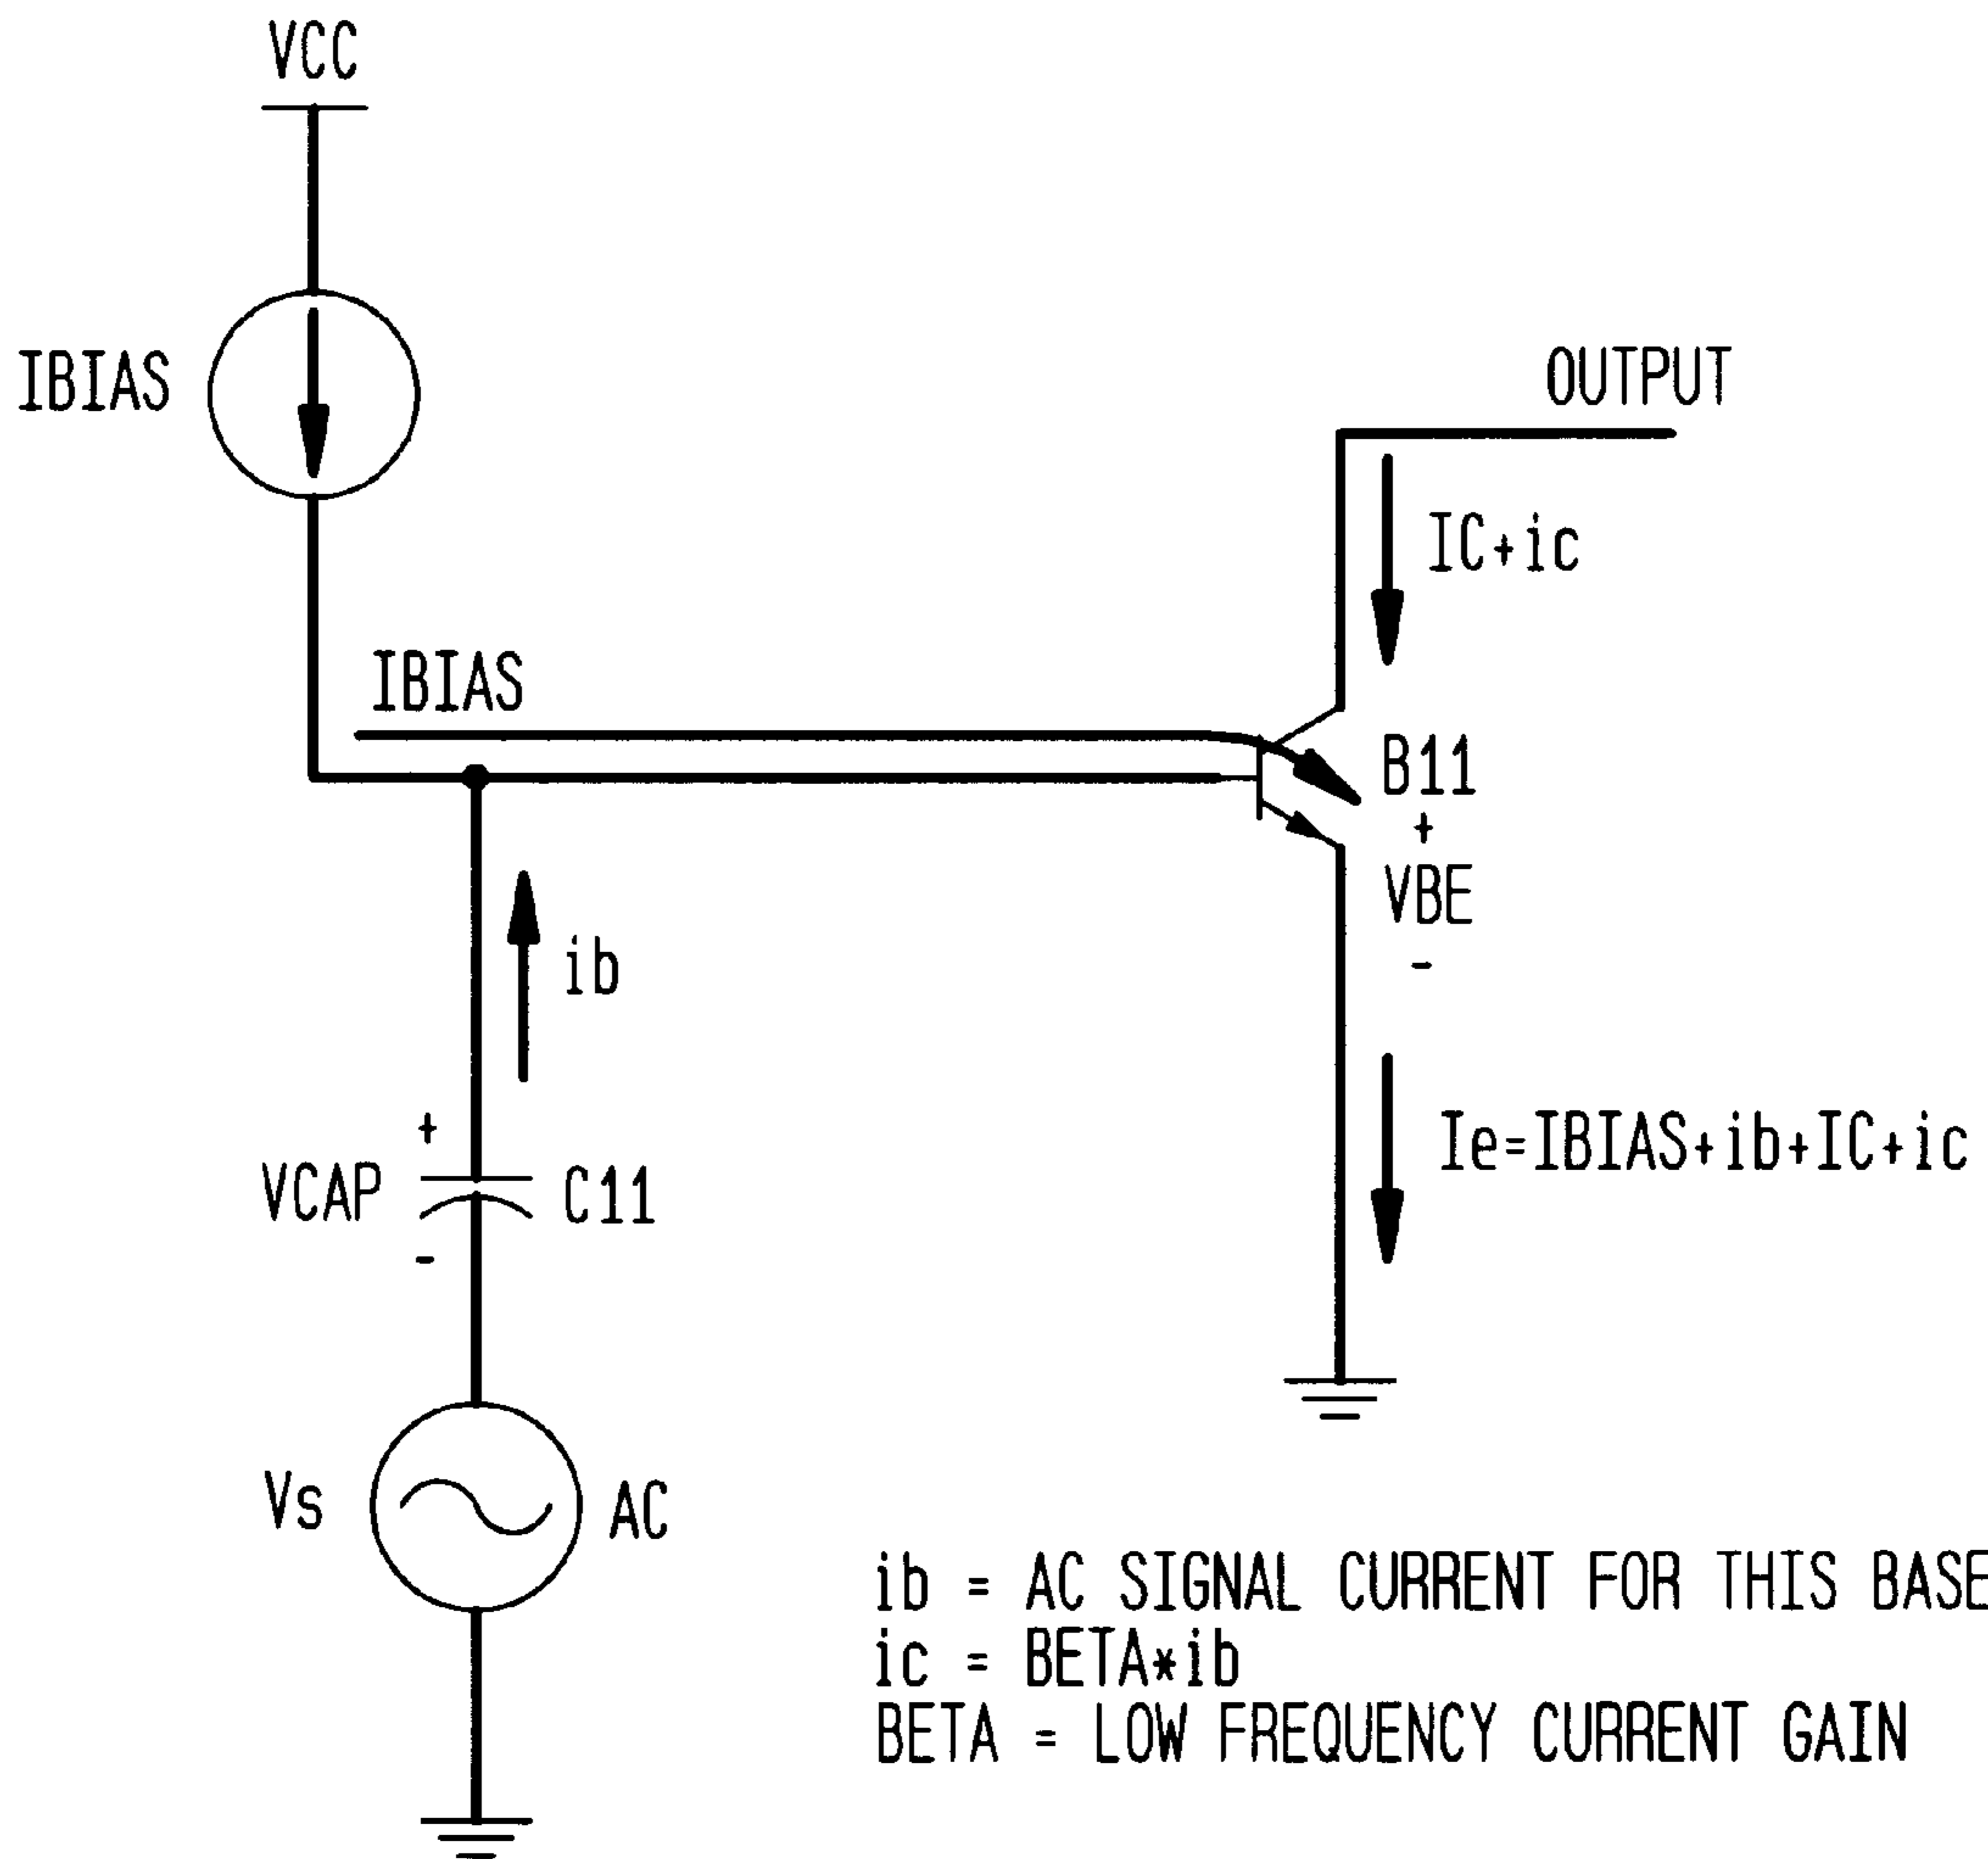 VCC
IBIAS
OUTPUT
IC+ic
IBIAS
B11
+
VBE
-
ib
+
VCAP
C11
-
Ie=IBIAS+ib+IC+ic
Vs
AC
ib = AC SIGNAL CURRENT FOR THIS BASE
ic = BETA*ib
BETA = LOW FREQUENCY CURRENT GAIN